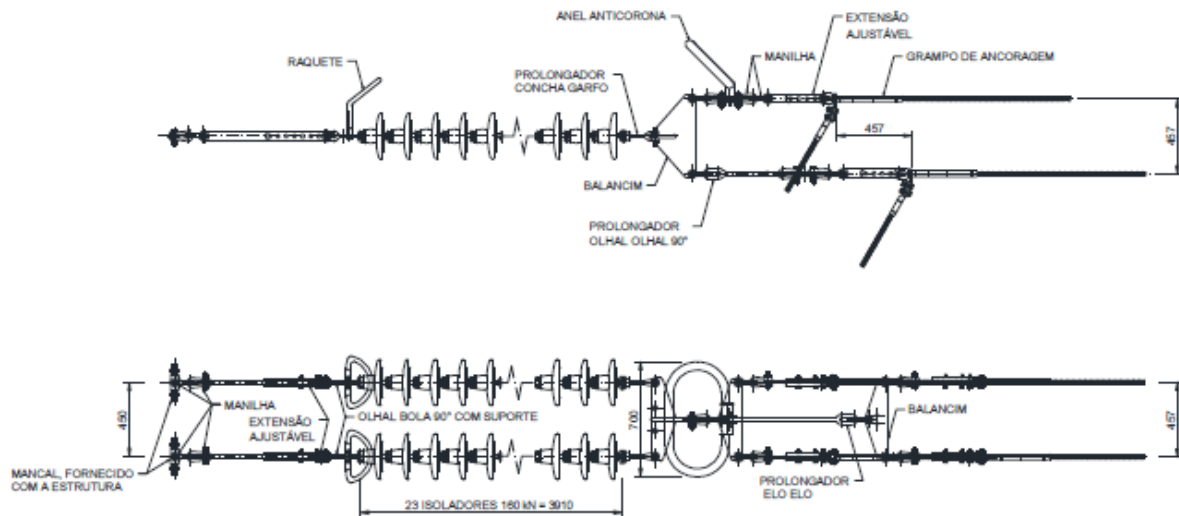 ANEL ANTICORONA
EXTENSÃO
AJUSTÁVEL
RAQUETE
MANILHA
GRAMPO DE ANCORAGEM
PROLONGADOR
CONCHA GARFO
457
457
BALANCIM
PROLONGADOR
OLHAL OLHAL 90°
450
MANILHA
EXTENSÃO
AJUSTÁVEL
OLHAL BOLA 90° COM SUPORTE
700
BALANCIM
457
MANCAL, FORNECIDO
COM A ESTRUTURA
PROLONGADOR
ELO ELO
23 ISOLADORES 160 kN = 3910